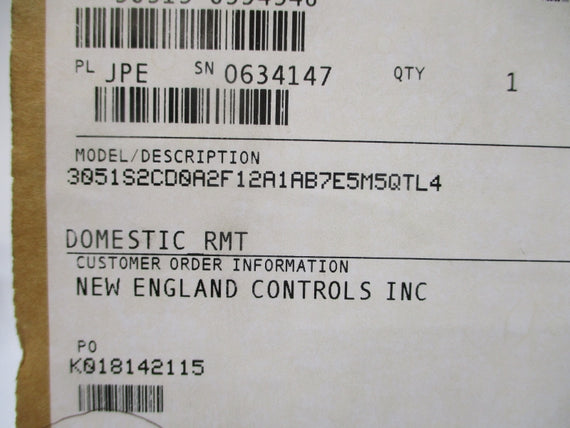 PL JPE SN 0634147 QTY 1
MODEL/DESCRIPTION
3051S2CD0A2F12A1AB7E5M5QTL4
DOMESTIC RMT
CUSTOMER ORDER INFORMATION
NEW ENGLAND CONTROLS INC
PO
K018142115